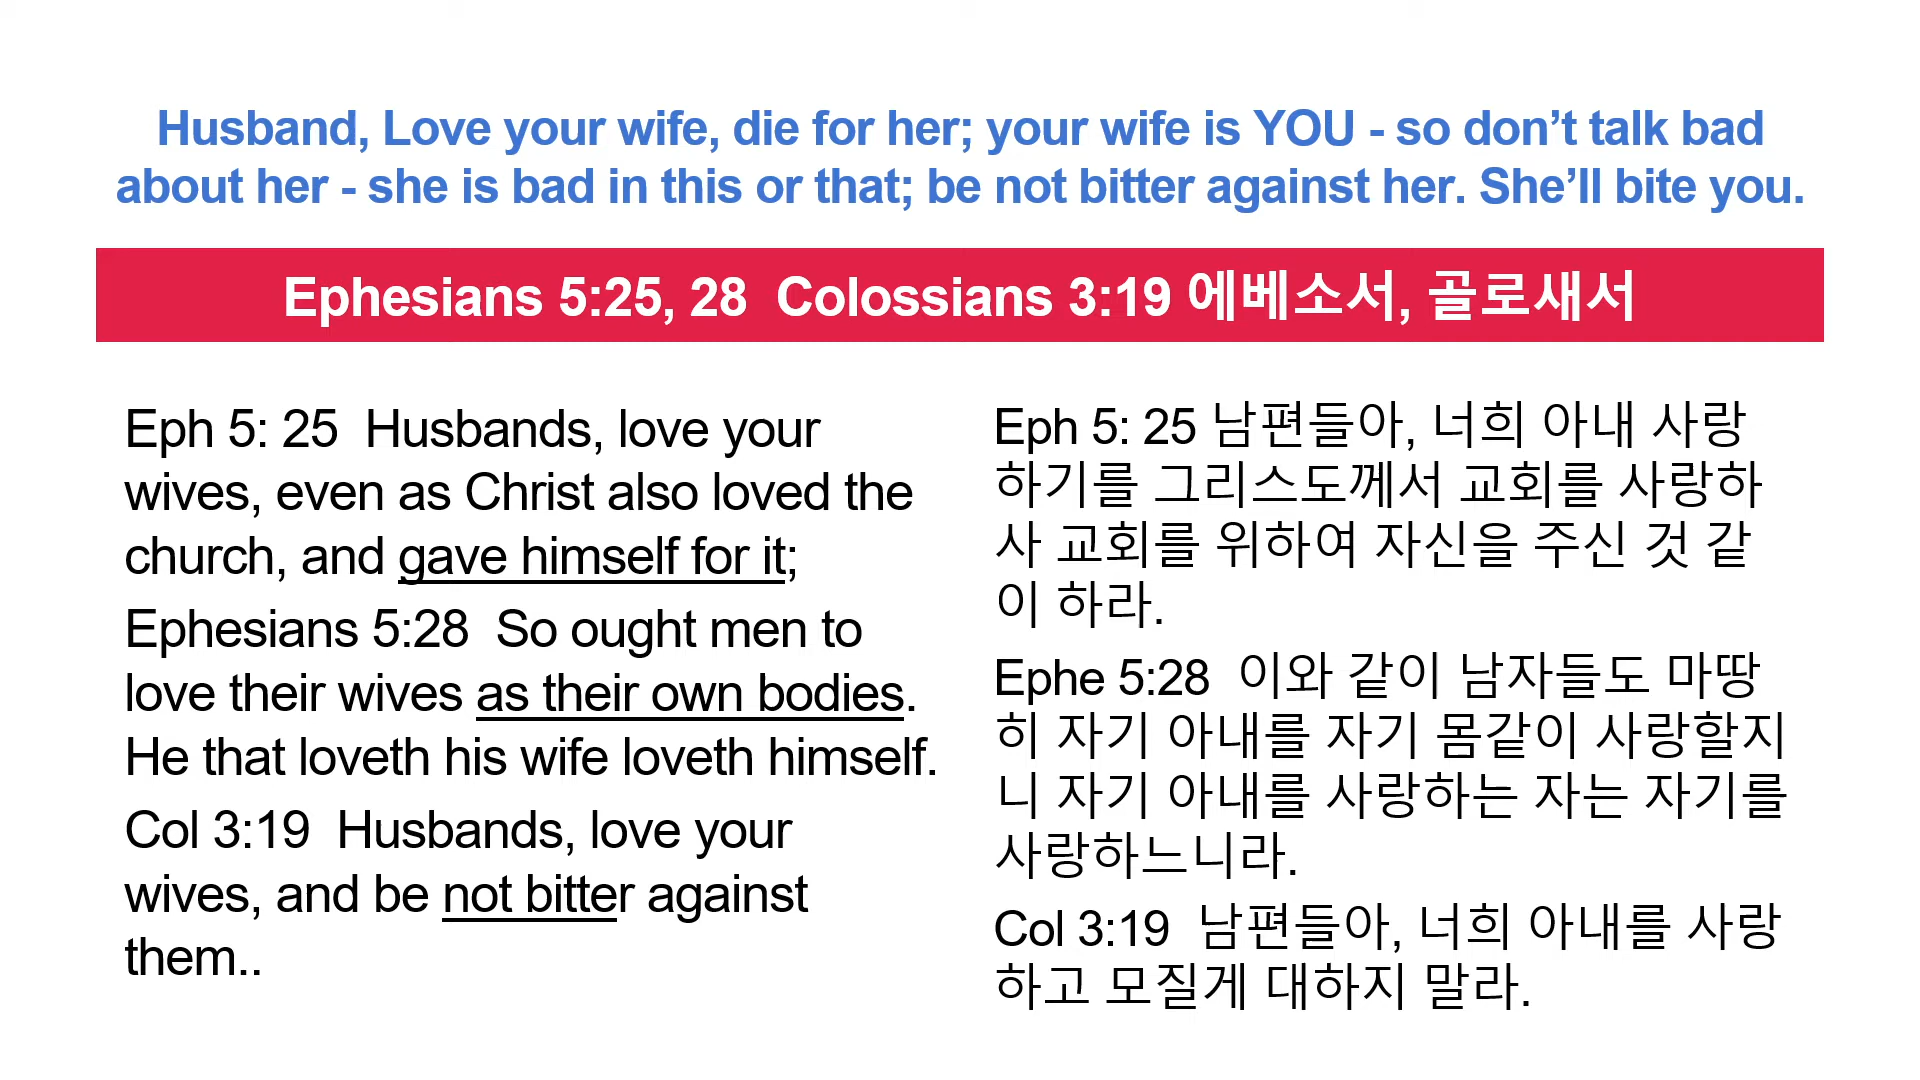 Husband, Love your wife, die for her; your wife is YOU - so don’t talk bad
about her - she is bad in this or that; be not bitter against her. She’ll bite you.
Ephesians 5:25, 28  Colossians 3:19 에베소서, 골로새서
Eph 5: 25  Husbands, love your
wives, even as Christ also loved the
church, and gave himself for it;
Ephesians 5:28  So ought men to
love their wives as their own bodies.
He that loveth his wife loveth himself.
Col 3:19  Husbands, love your
wives, and be not bitter against
them..
Eph 5: 25 남편들아, 너희 아내 사랑
하기를 그리스도께서 교회를 사랑하
사 교회를 위하여 자신을 주신 것 같
이 하라.
Ephe 5:28  이와 같이 남자들도 마땅
히 자기 아내를 자기 몸같이 사랑할지
니 자기 아내를 사랑하는 자는 자기를
사랑하느니라.
Col 3:19  남편들아, 너희 아내를 사랑
하고 모질게 대하지 말라.